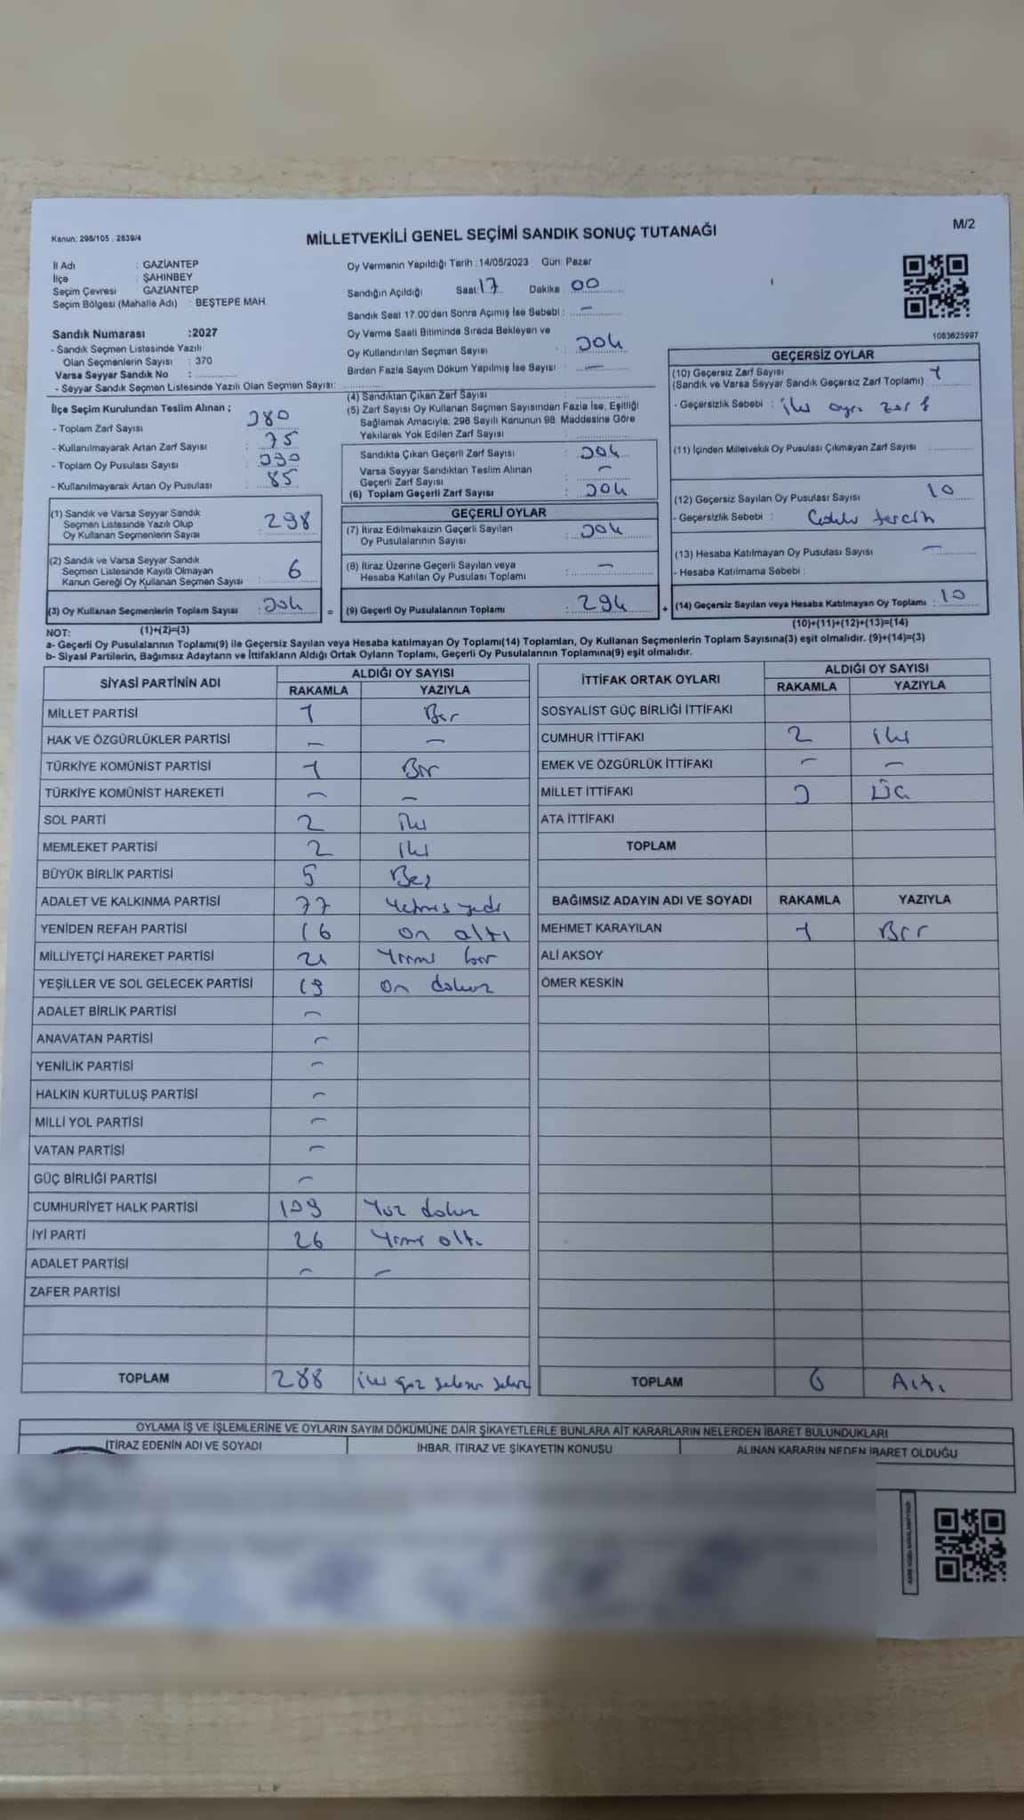 Kanun: 298/105 , 2839/4
MİLLETVEKİLİ GENEL SEÇİMİ SANDIK SONUÇ TUTANAĞI
M/2
İl Adı : GAZİANTEP
İlçe : ŞAHİNBEY
Seçim Çevresi : GAZİANTEP
Seçim Bölgesi (Mahalle Adı) : BEŞTEPE MAH.
Sandık Numarası :2027
- Sandık Seçmen Listesinde Yazılı
Olan Seçmenlerin Sayısı : 370
Varsa Seyyar Sandık No :
- Seyyar Sandık Seçmen Listesinde Yazılı Olan Seçmen Sayısı:
İlçe Seçim Kurulundan Teslim Alınan ;
- Toplam Zarf Sayısı : 380
- Kullanılmayarak Artan Zarf Sayısı : 75
- Toplam Oy Pusulası Sayısı : 390
- Kullanılmayarak Artan Oy Pusulası : 85
(1) Sandık ve Varsa Seyyar Sandık
Seçmen Listesinde Yazılı Olup
Oy Kullanan Seçmenlerin Sayısı : 298
(2) Sandık ve Varsa Seyyar Sandık
Seçmen Listesinde Kayıtlı Olmayan
Kanun Gereği Oy Kullanan Seçmen Sayısı : 6
(3) Oy Kullanan Seçmenlerin Toplam Sayısı : 304
(1)+(2)=(3)
Oy Vermenin Yapıldığı Tarih : 14/05/2023 Gün: Pazar
Sandığın Açıldığı Saat 17 Dakika 00
Sandık Saat 17.00'den Sonra Açılmış İse Sebebi : -
Oy Verme Saati Bitiminde Sırada Bekleyen ve
Oy Kullandırılan Seçmen Sayısı : 304
Birden Fazla Sayım Döküm Yapılmış İse Sayısı : -
(4) Sandıktan Çıkan Zarf Sayısı :
(5) Zarf Sayısı Oy Kullanan Seçmen Sayısından Fazla İse, Eşitliği
Sağlamak Amacıyla; 298 Sayılı Kanunun 98. Maddesine Göre
Yakılarak Yok Edilen Zarf Sayısı :
Sandıkta Çıkan Geçerli Zarf Sayısı : 304
Varsa Seyyar Sandıktan Teslim Alınan
Geçerli Zarf Sayısı : -
(6) Toplam Geçerli Zarf Sayısı : 304
GEÇERLİ OYLAR
(7) İtiraz Edilmeksizin Geçerli Sayılan
Oy Pusulalarının Sayısı : 304
(8) İtiraz Üzerine Geçerli Sayılan veya
Hesaba Katılan Oy Pusulası Toplamı : -
= (9) Geçerli Oy Pusulalarının Toplamı : 294
1083625997
GEÇERSİZ OYLAR
(10) Geçersiz Zarf Sayısı : 1
(Sandık ve Varsa Seyyar Sandık Geçersiz Zarf Toplamı)
- Geçersizlik Sebebi : iki ayrı zarf
(11) İçinden Milletvekili Oy Pusulası Çıkmayan Zarf Sayısı
(12) Geçersiz Sayılan Oy Pusulası Sayısı : 10
- Geçersizlik Sebebi : tercih
(13) Hesaba Katılmayan Oy Pusulası Sayısı : -
- Hesaba Katılmama Sebebi :
+ (14) Geçersiz Sayılan veya Hesaba Katılmayan Oy Toplamı : 10
(10)+(11)+(12)+(13)=(14)
NOT:
a- Geçerli Oy Pusulalarının Toplamı(9) ile Geçersiz Sayılan veya Hesaba katılmayan Oy Toplamı(14) Toplamları, Oy Kullanan Seçmenlerin Toplam Sayısına(3) eşit olmalıdır. (9)+(14)=(3)
b- Siyasi Partilerin, Bağımsız Adayların ve İttifakların Aldığı Ortak Oyların Toplamı, Geçerli Oy Pusulalarının Toplamına(9) eşit olmalıdır.
SİYASİ PARTİNİN ADI ALDIĞI OY SAYISI
RAKAMLA YAZIYLA
MİLLET PARTİSİ 1 Bir
HAK VE ÖZGÜRLÜKLER PARTİSİ - -
TÜRKİYE KOMÜNİST PARTİSİ 1 Bir
TÜRKİYE KOMÜNİST HAREKETİ - -
SOL PARTİ 2 iki
MEMLEKET PARTİSİ 2 iki
BÜYÜK BİRLİK PARTİSİ 5 Beş
ADALET VE KALKINMA PARTİSİ 77 Yetmiş yedi
YENİDEN REFAH PARTİSİ 16 on altı
MİLLİYETÇİ HAREKET PARTİSİ 21 Yirmi bir
YEŞİLLER VE SOL GELECEK PARTİSİ 19 on dokuz
ADALET BİRLİK PARTİSİ -
ANAVATAN PARTİSİ -
YENİLİK PARTİSİ -
HALKIN KURTULUŞ PARTİSİ -
MİLLİ YOL PARTİSİ -
VATAN PARTİSİ -
GÜÇ BİRLİĞİ PARTİSİ -
CUMHURİYET HALK PARTİSİ 109 Yüz dokuz
İYİ PARTİ 26 Yirmi altı
ADALET PARTİSİ - -
ZAFER PARTİSİ
TOPLAM 288 iki yüz seksen sekiz
İTTİFAK ORTAK OYLARI ALDIĞI OY SAYISI
RAKAMLA YAZIYLA
SOSYALİST GÜÇ BİRLİĞİ İTTİFAKI
CUMHUR İTTİFAKI 2 iki
EMEK VE ÖZGÜRLÜK İTTİFAKI - -
MİLLET İTTİFAKI 3 Üç
ATA İTTİFAKI
TOPLAM
BAĞIMSIZ ADAYIN ADI VE SOYADI RAKAMLA YAZIYLA
MEHMET KARAYILAN 1 Bir
ALİ AKSOY
ÖMER KESKİN
TOPLAM 6 Altı
OYLAMA İŞ VE İŞLEMLERİNE VE OYLARIN SAYIM DÖKÜMÜNE DAİR ŞİKAYETLERLE BUNLARA AİT KARARLARIN NELERDEN İBARET BULUNDUKLARI
İTİRAZ EDENİN ADI VE SOYADI İHBAR, İTİRAZ VE ŞİKAYETİN KONUSU ALINAN KARARIN NEDEN İBARET OLDUĞU